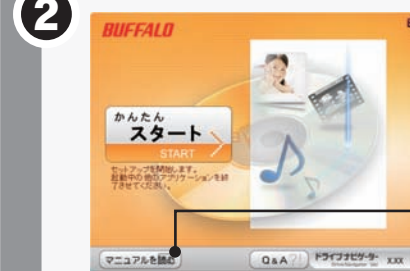 2
BUFFALO
かんたん
スタート
START
セットアップを開始します。
起動中の他のアプリケーションを終
了させてください。
マニュアルを読む
Q&A
ドライブナビゲーター
XXX